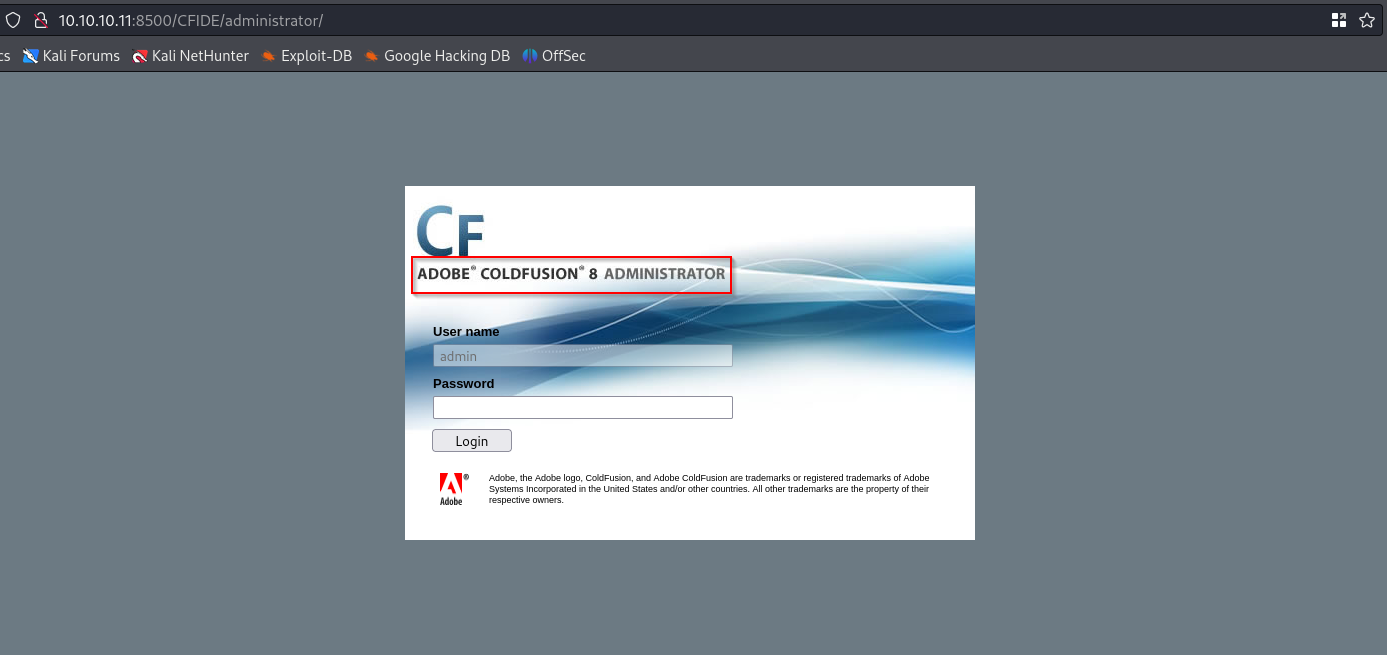 10.10.10.11:8500/CFIDE/administrator/
cs Kali Forums Kali NetHunter Exploit-DB Google Hacking DB OffSec
CF
ADOBE® COLDFUSION® 8 ADMINISTRATOR
User name
admin
Password
Login
Adobe, the Adobe logo, ColdFusion, and Adobe ColdFusion are trademarks or registered trademarks of Adobe
Systems Incorporated in the United States and/or other countries. All other trademarks are the property of their
respective owners.
®
Adobe